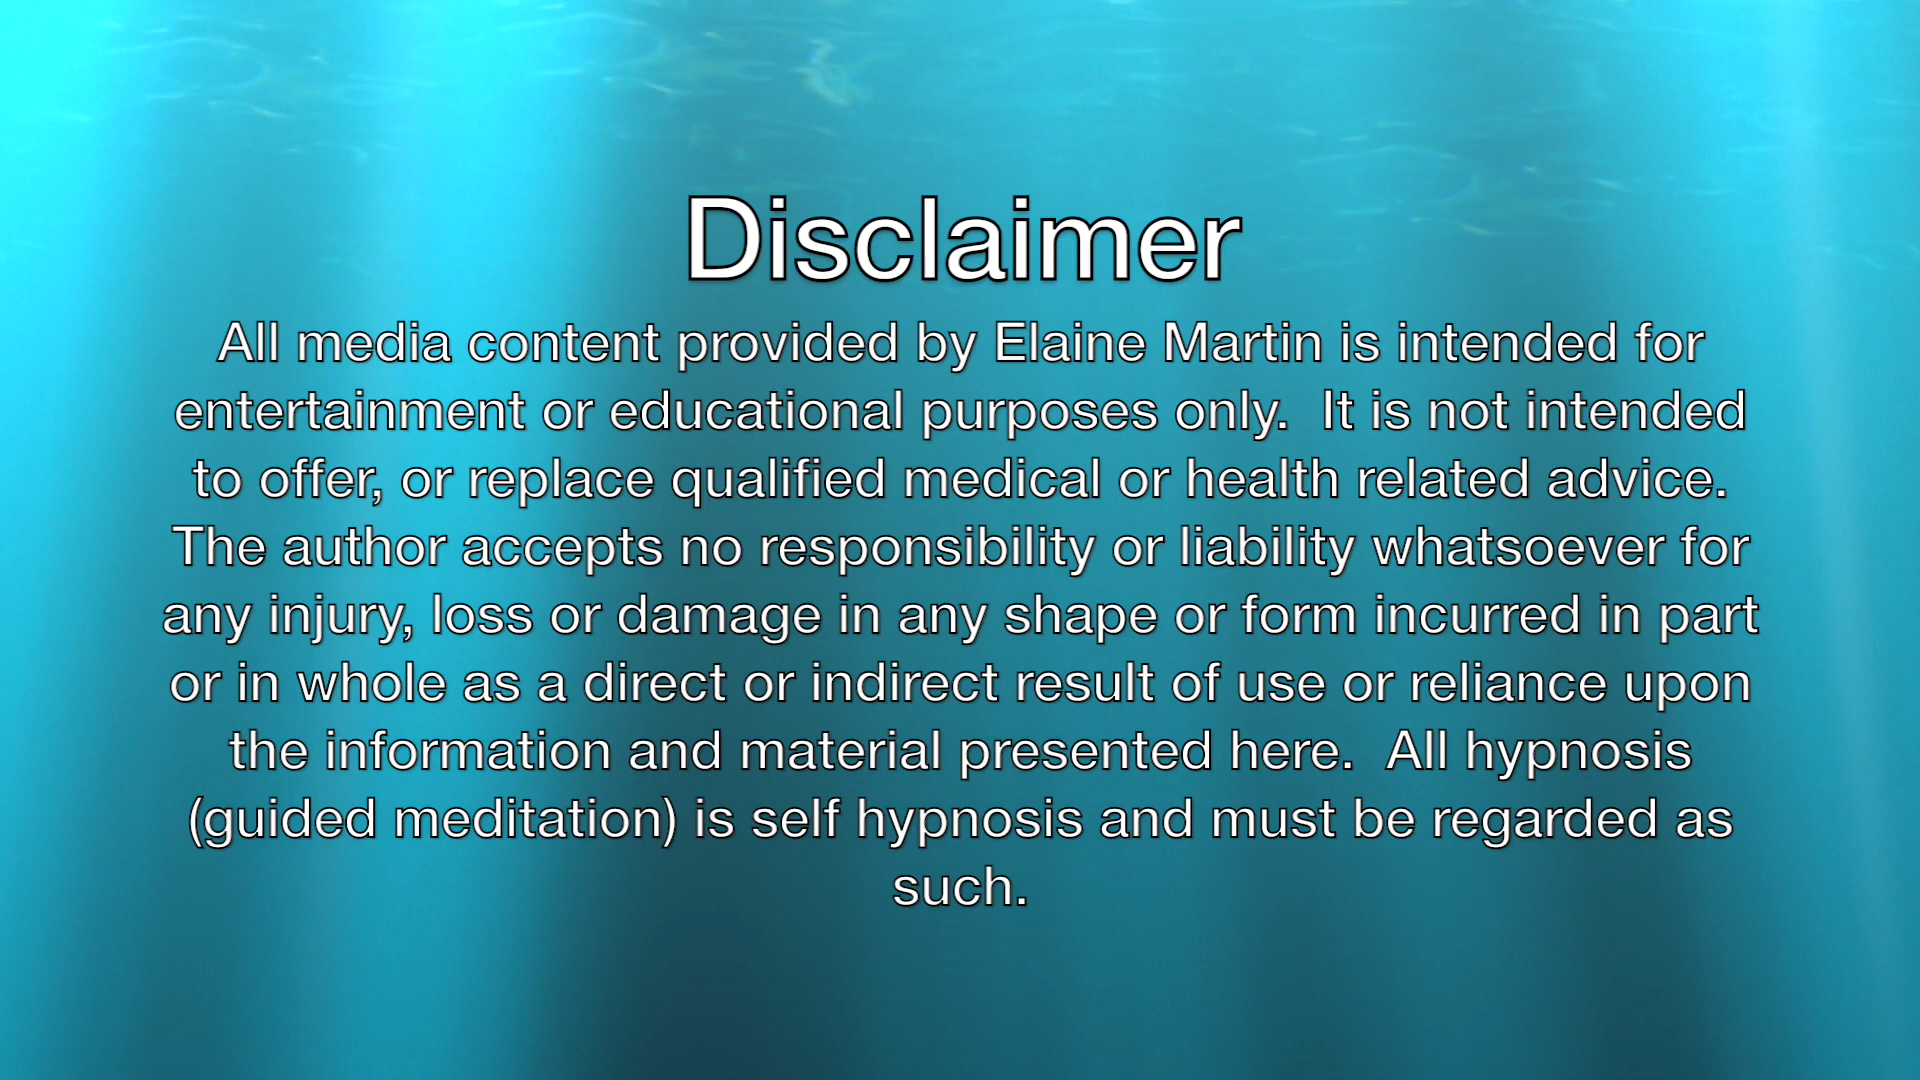 Disclaimer
All media content provided by Elaine Martin is intended for
entertainment or educational purposes only.  It is not intended
to offer, or replace qualified medical or health related advice.
The author accepts no responsibility or liability whatsoever for
any injury, loss or damage in any shape or form incurred in part
or in whole as a direct or indirect result of use or reliance upon
the information and material presented here.  All hypnosis
(guided meditation) is self hypnosis and must be regarded as
such.